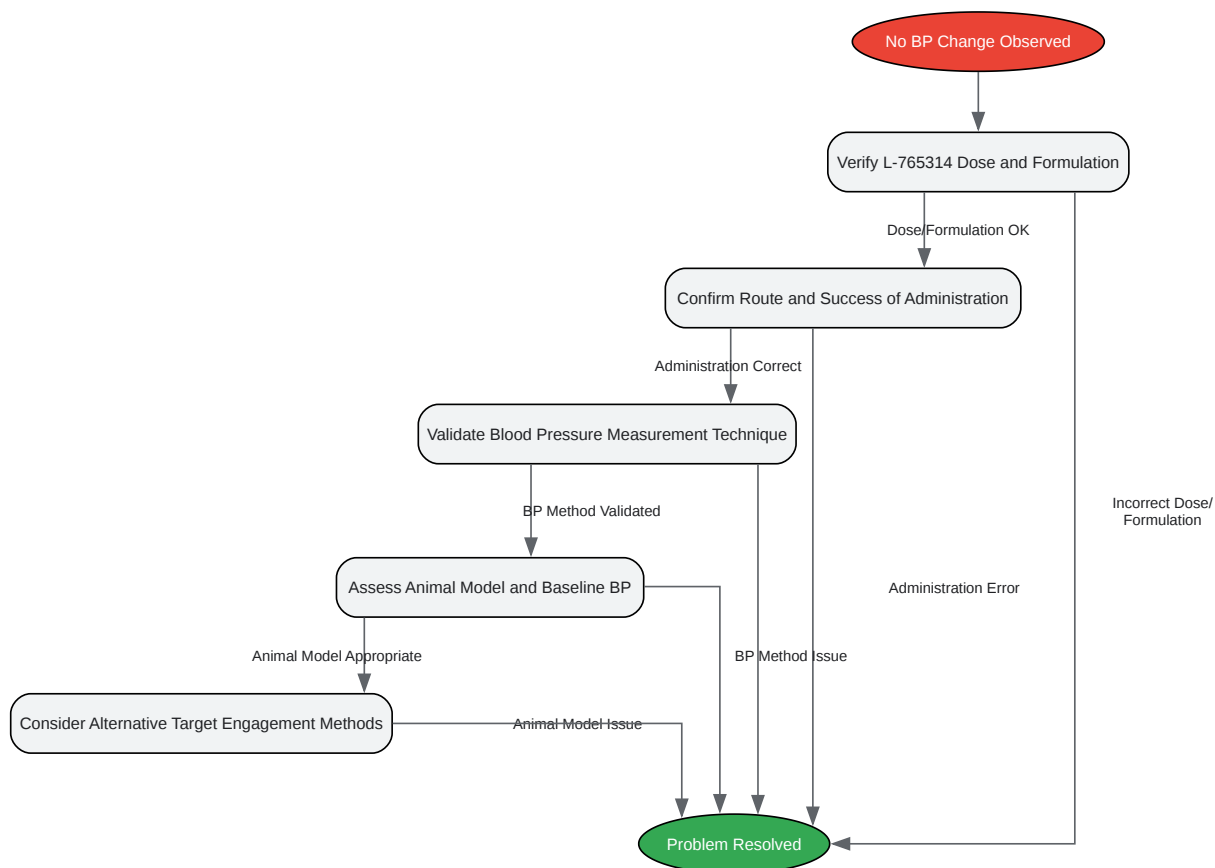 No BP Change Observed
Verify L-765314 Dose and Formulation
Dose/Formulation OK
Confirm Route and Success of Administration
Administration Correct
Validate Blood Pressure Measurement Technique
Incorrect Dose/
Formulation
BP Method Validated
Assess Animal Model and Baseline BP
Administration Error
Animal Model Appropriate
BP Method Issue
Consider Alternative Target Engagement Methods
Animal Model Issue
Problem Resolved